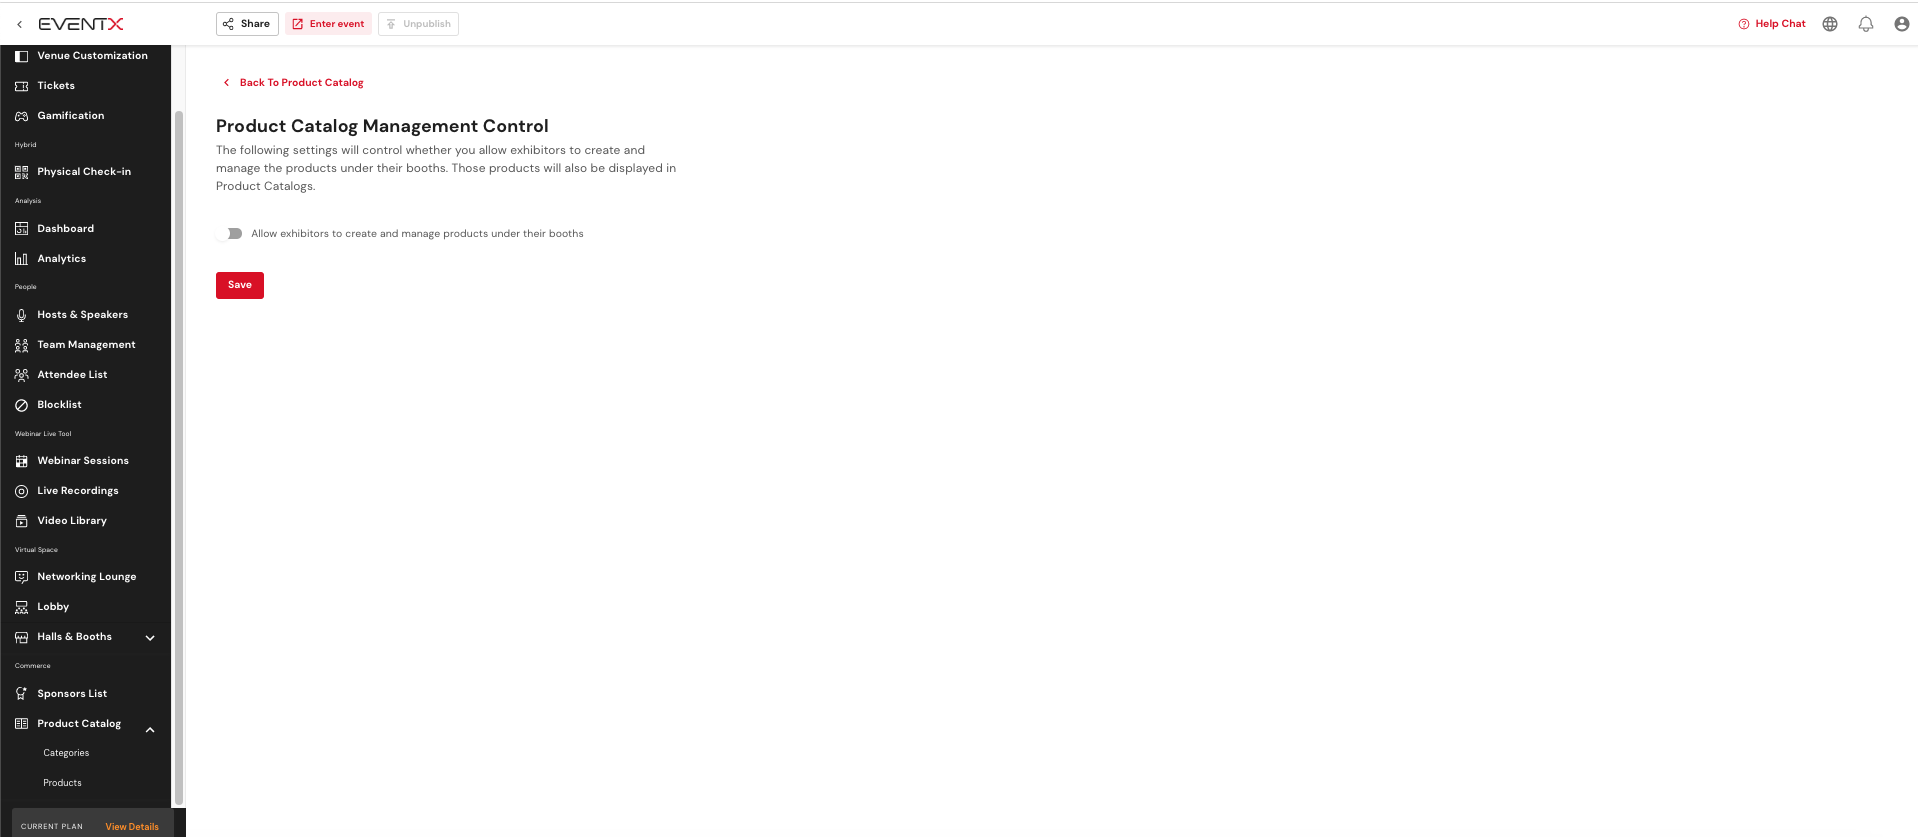 EVENTX
Share
Enter event
Unpublish
Help Chat
Venue Customization
Tickets
Gamification
Hybrid
Physical Check-in
Analysis
Dashboard
Analytics
People
Hosts & Speakers
Team Management
Attendee List
Blocklist
Webinar Live Tool
Webinar Sessions
Live Recordings
Video Library
Virtual Space
Networking Lounge
Lobby
Halls & Booths
Commerce
Sponsors List
Product Catalog
Categories
Products
CURRENT PLAN
View Details
Back To Product Catalog
Product Catalog Management Control
The following settings will control whether you allow exhibitors to create and
manage the products under their booths. Those products will also be displayed in
Product Catalogs.
Allow exhibitors to create and manage products under their booths
Save